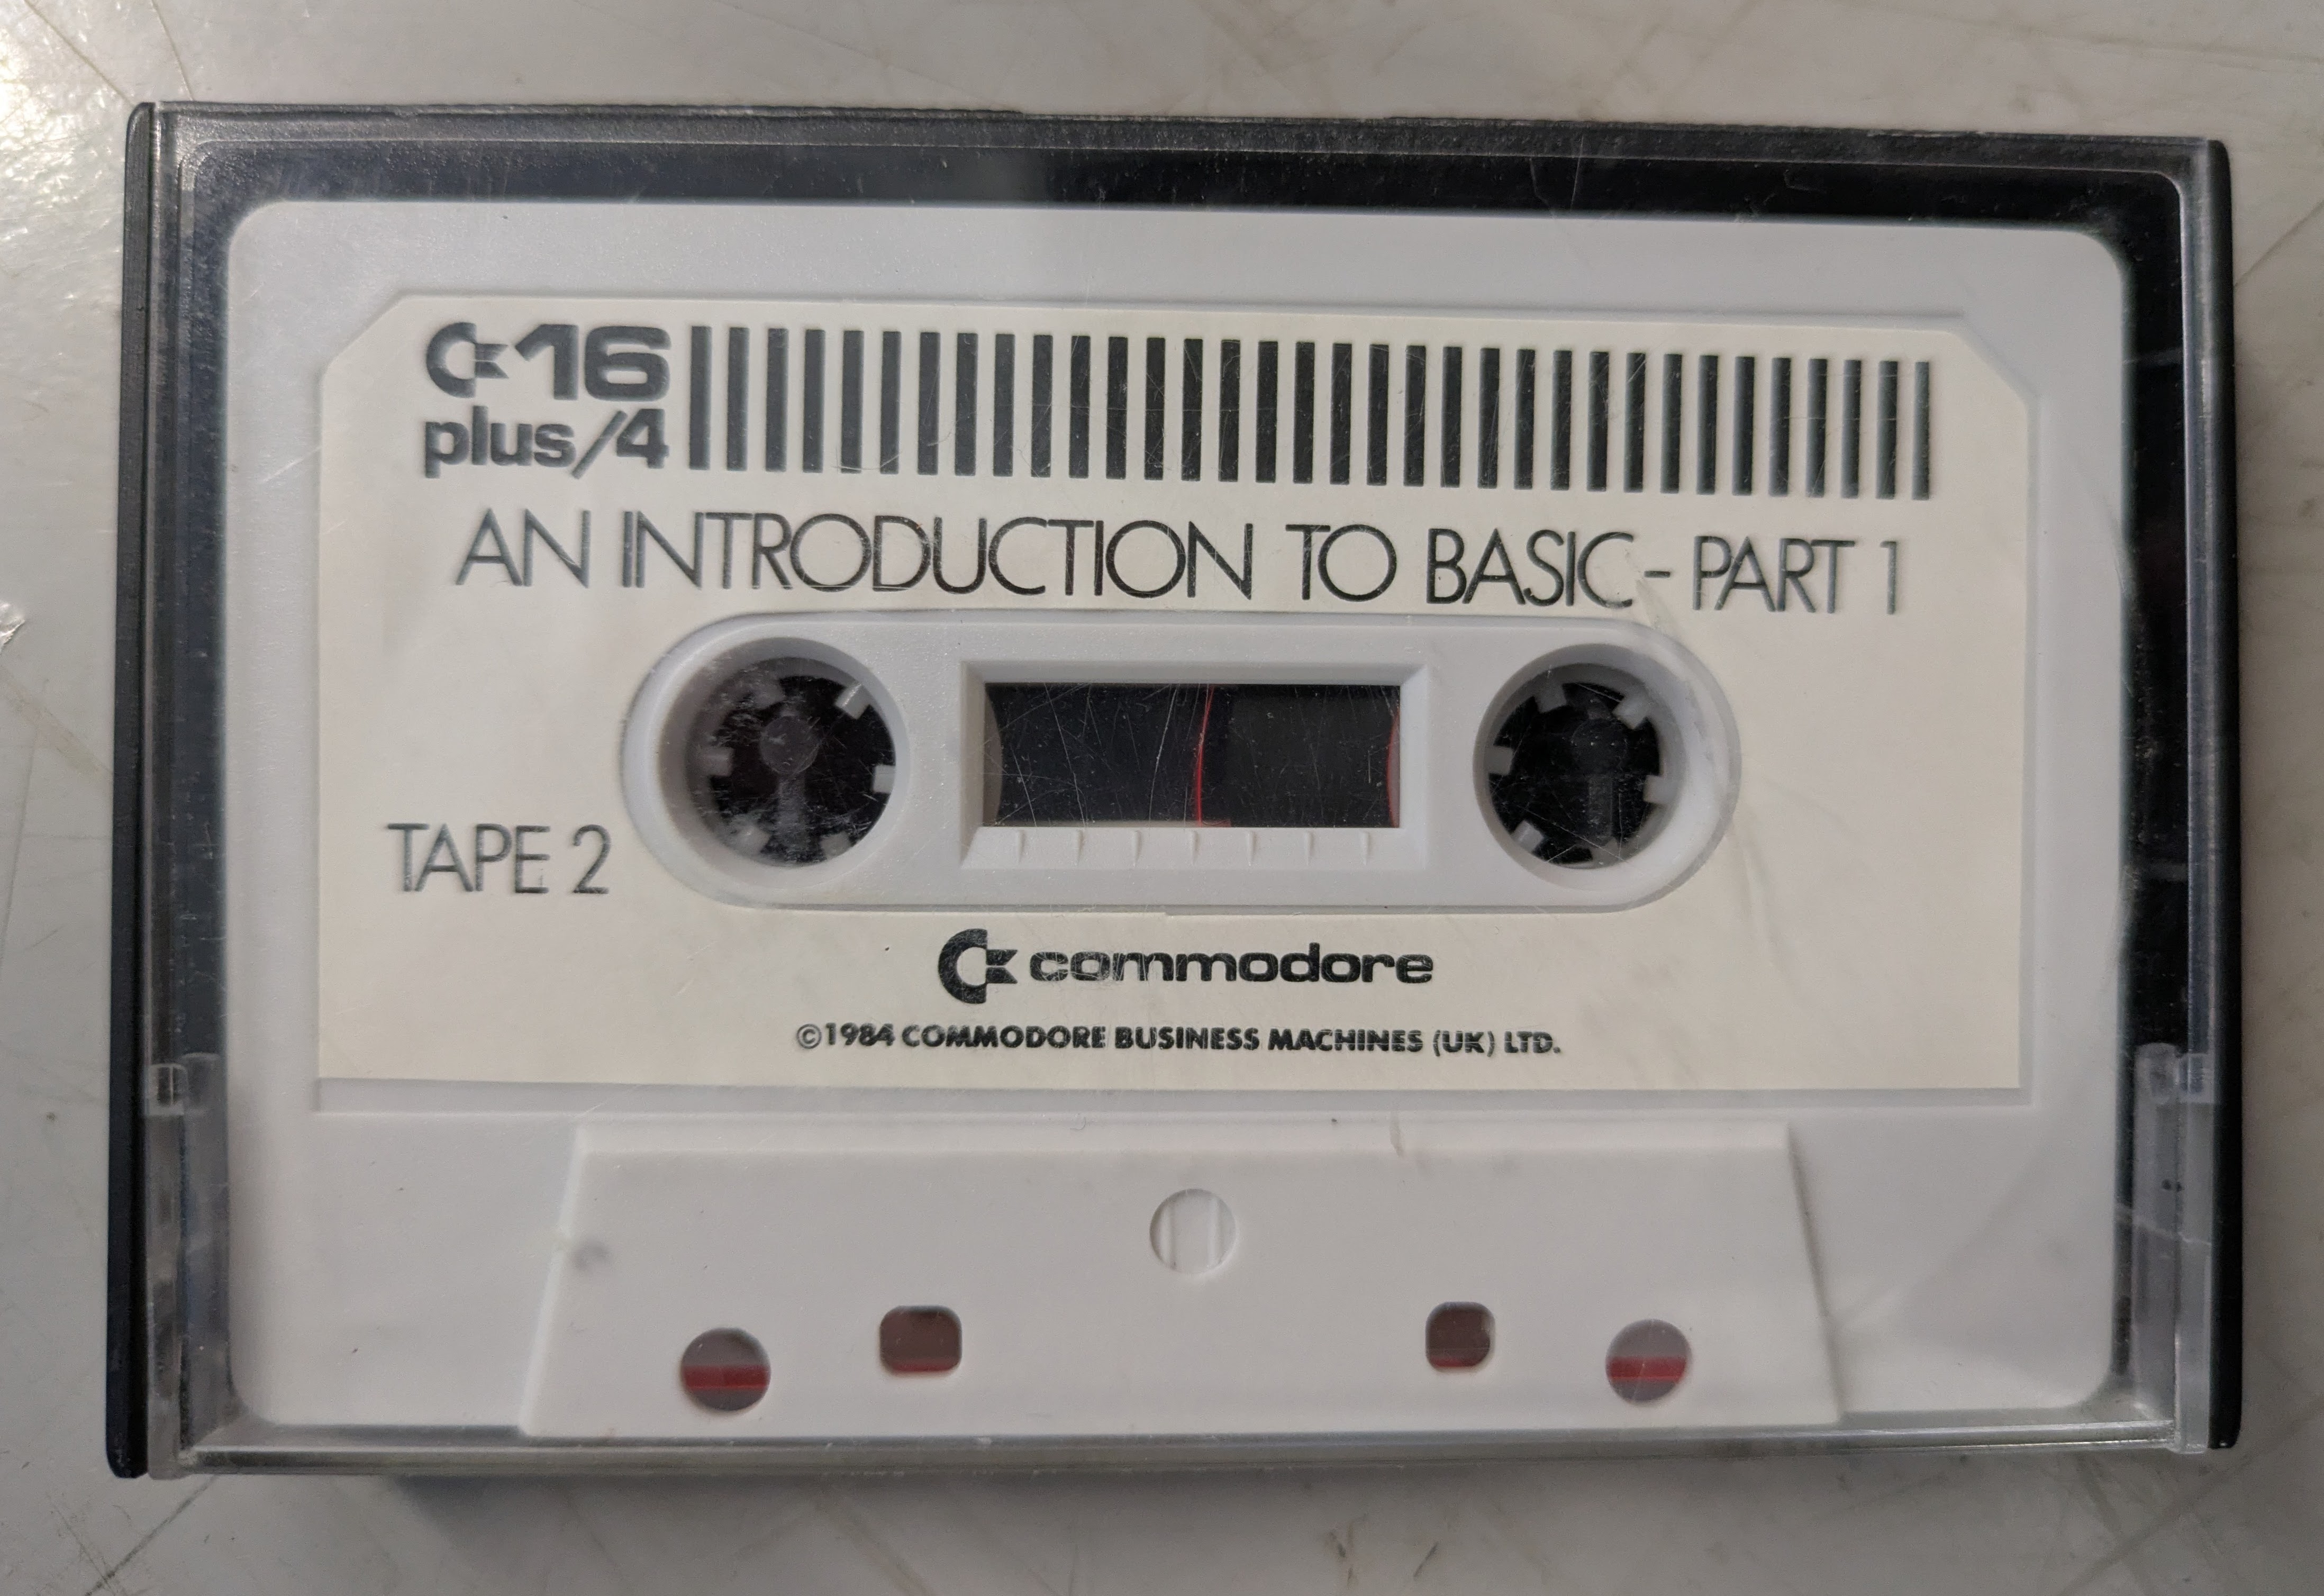 C16
plus/4
AN INTRODUCTION TO BASIC - PART 1
TAPE 2
commodore
©1984 COMMODORE BUSINESS MACHINES (UK) LTD.